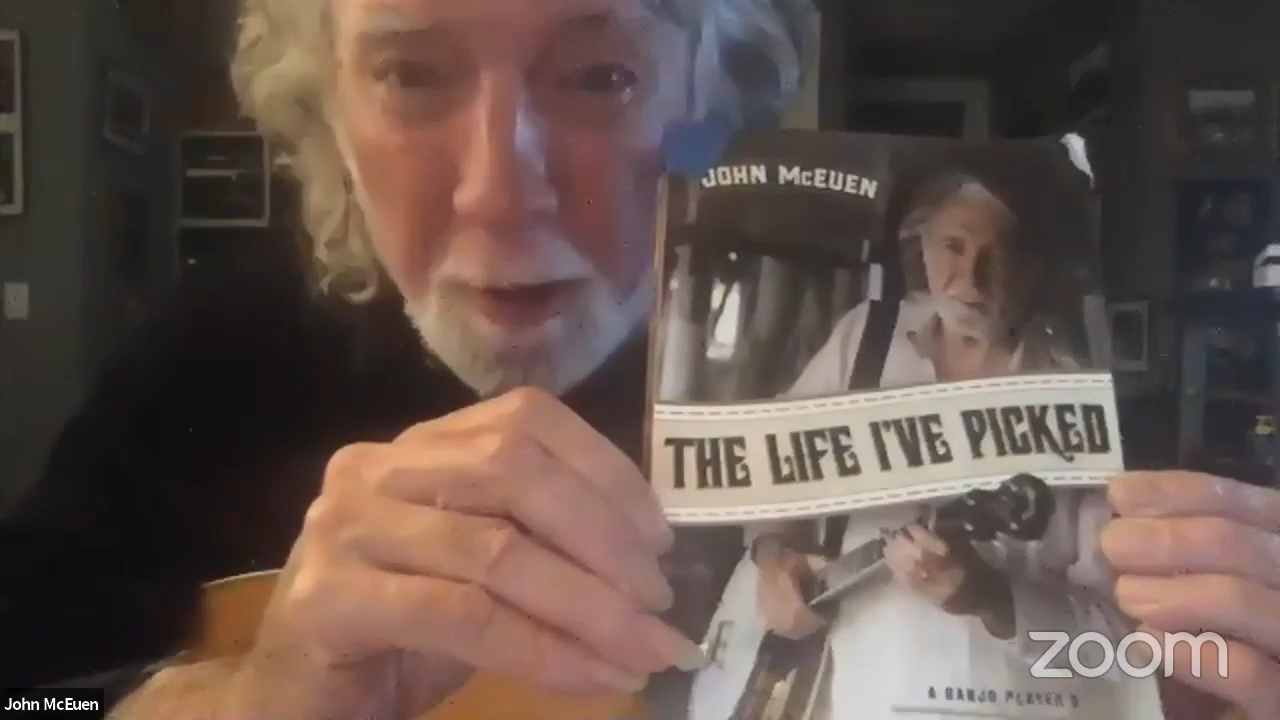 JOHN McEUEN
THE LIFE I'VE PICKED
A BANJO PLAYER'S
zoom
John McEuen